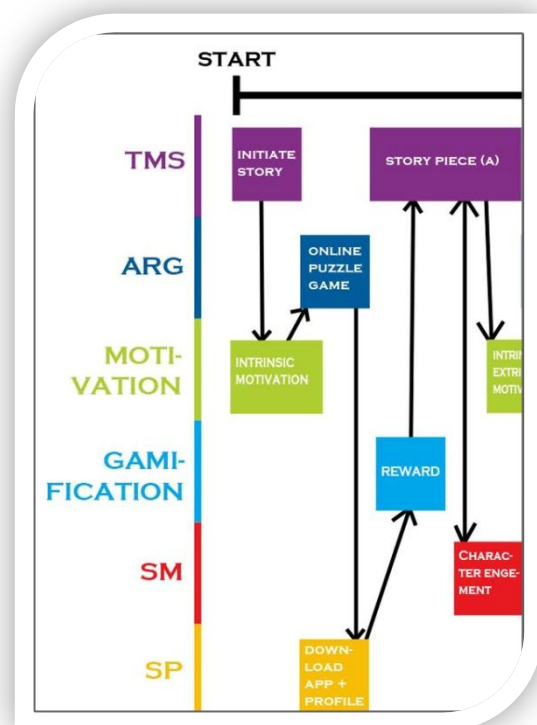 START
TMS
INITIATE
STORY
STORY PIECE (A)
ARG
ONLINE
PUZZLE
GAME
MOTI-
VATION
INTRINSIC
MOTIVATION
GAMI-
FICATION
REWARD
SM
CHARAC-
TER ENGE-
MENT
SP
DOWN-
LOAD
APP +
PROFILE